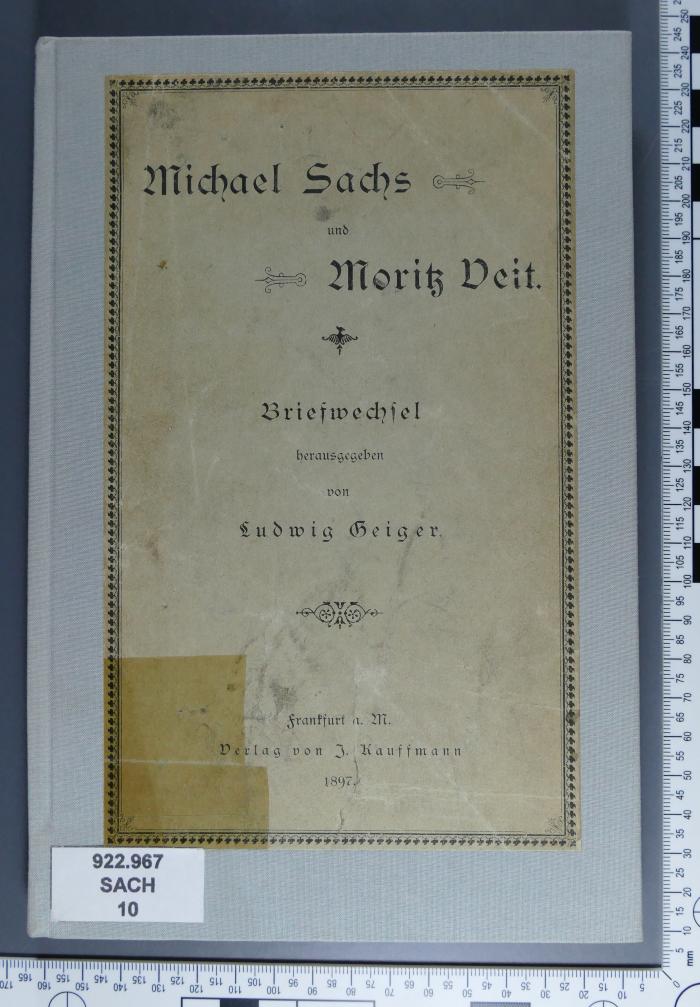 Michael Sachs
und
Moritz Veit.
Briefwechsel
herausgegeben
von
Ludwig Geiger.
Frankfurt a. M.
Verlag von J. Kauffmann
1897.
922.967
SACH
10